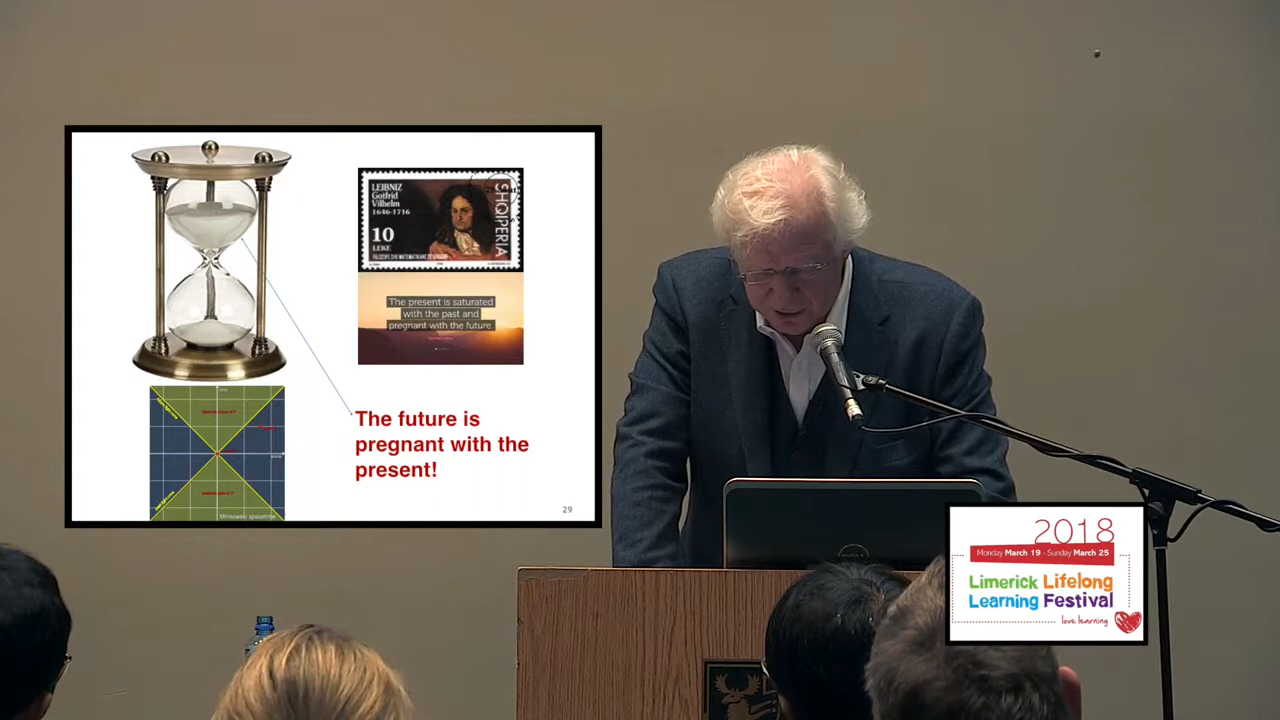 LEIBNIZ
Gotfrid
Vilhelm
1646-1716
10
LEKE
SHQIPERIA
The present is saturated
with the past and
pregnant with the future.
The future is
pregnant with the
present!
Minkowski spacetime
29
2018
Monday March 19 - Sunday March 25
Limerick Lifelong
Learning Festival
love learning